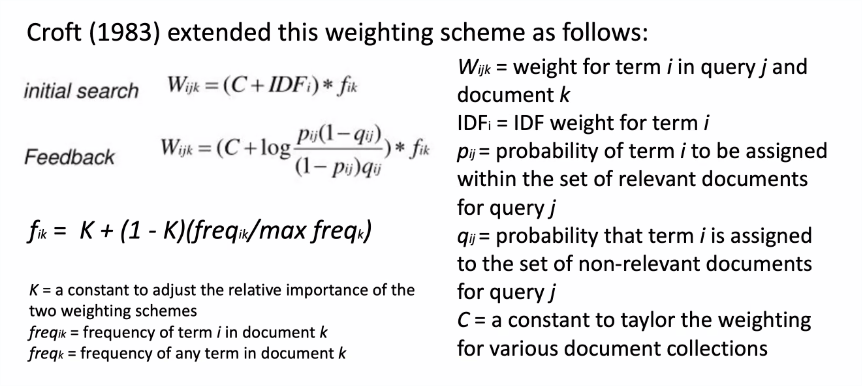 Croft (1983) extended this weighting scheme as follows:
initial search W_{ijk} = (C + IDF_i) * f_{ik}
Feedback W_{ijk} = (C + log \frac{p_{ij}(1 − q_{ij})}{(1 − p_{ij})q_{ij}}) * f_{ik}
f_{ik} = K + (1 - K)(freq_{ik}/max freq_k)
K = a constant to adjust the relative importance of the
two weighting schemes
freq_{ik} = frequency of term i in document k
freq_k = frequency of any term in document k
W_{ijk} = weight for term i in query j and
document k
IDF_i = IDF weight for term i
p_{ij} = probability of term i to be assigned
within the set of relevant documents
for query j
q_{ij} = probability that term i is assigned
to the set of non-relevant documents
for query j
C = a constant to taylor the weighting
for various document collections